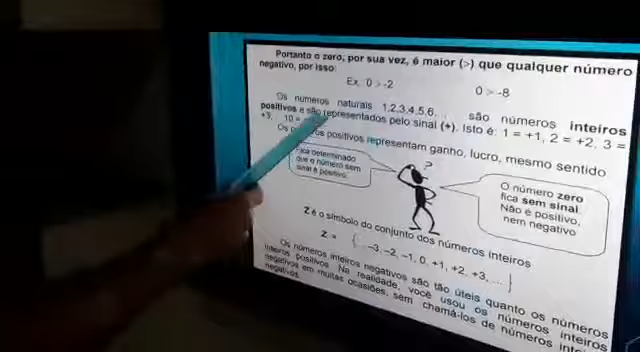 Portanto o zero, por sua vez, é maior (>) que qualquer número
negativo, por isso:
Ex. 0 > -2 0 > -8
Os números naturais 1,2,3,4,5,6, ... são números inteiros
positivos e são representados pelo sinal (+). Isto é: 1 = +1, 2 = +2, 3 =
+3, 10 =
Os positivos representam ganho, lucro, mesmo sentido
Fica determinado
que o número sem
sinal é positivo.
?
O número zero
fica sem sinal.
Não é positivo,
nem negativo
Z é o símbolo do conjunto dos números inteiros
Z = { ... -3, -2, -1, 0, +1, +2, +3, ... }
Os números inteiros negativos são tão úteis quanto os números
inteiros positivos. Na realidade, você usou os números inteiros
negativos em muitas ocasiões, sem chamá-los de números
negativos.